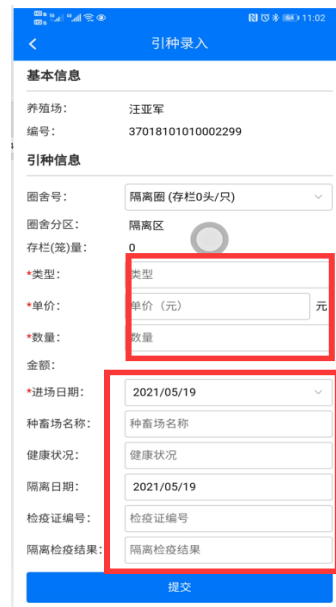 11:02
引种录入
基本信息
养殖场： 汪亚军
编号： 37018101010002299
引种信息
圈舍号： 隔离圈 (存栏0头/只)
圈舍分区： 隔离区
存栏(笼)量： 0
*类型： 类型
*单价： 单价（元） 元
*数量： 数量
金额：
*进场日期： 2021/05/19
种畜场名称： 种畜场名称
健康状况： 健康状况
隔离日期： 2021/05/19
检疫证编号： 检疫证编号
隔离检疫结果： 隔离检疫结果
提交